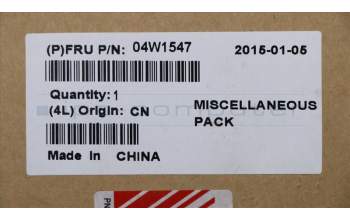 (P)FRU P/N: 04W1547 2015-01-05
Quantity: 1
(4L) Origin: CN
MISCELLANEOUS
PACK
Made In CHINA